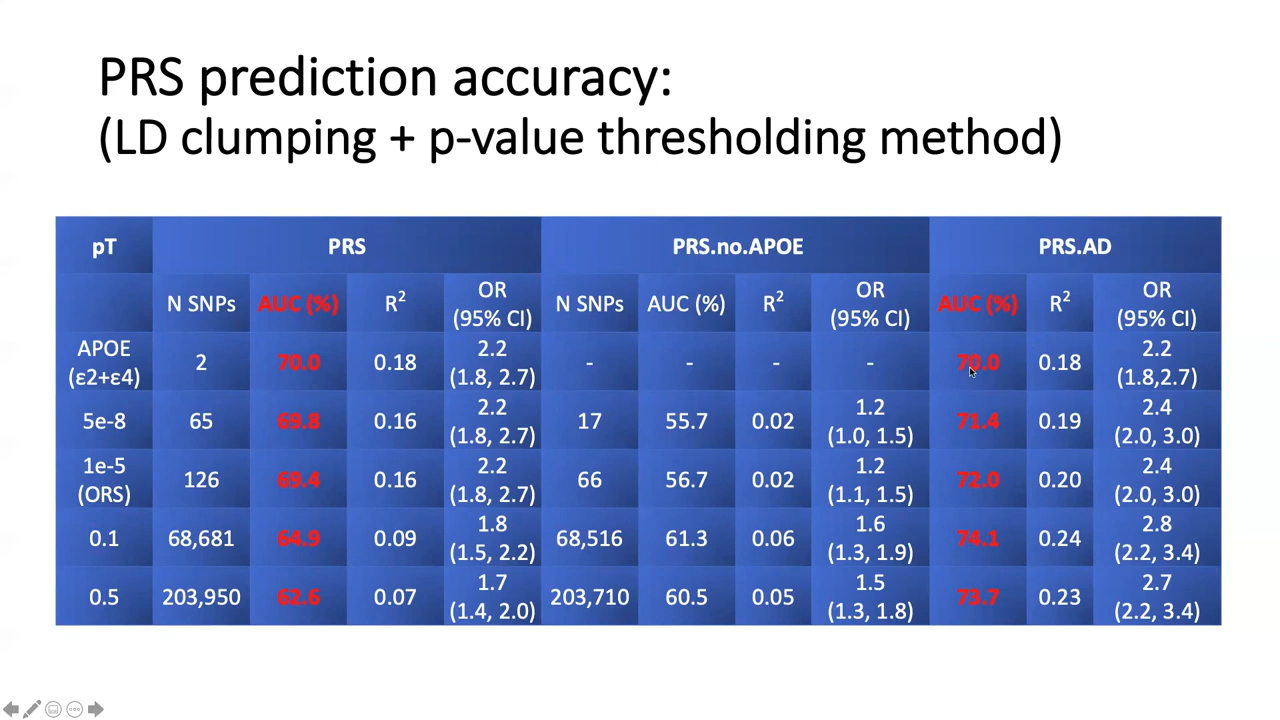 PRS prediction accuracy:
(LD clumping + p-value thresholding method)
pT PRS PRS.no.APOE PRS.AD
N SNPs AUC (%) R² OR (95% CI) N SNPs AUC (%) R² OR (95% CI) AUC (%) R² OR (95% CI)
APOE (ε2+ε4) 2 70.0 0.18 2.2 (1.8, 2.7) - - - - 70.0 0.18 2.2 (1.8,2.7)
5e-8 65 69.8 0.16 2.2 (1.8, 2.7) 17 55.7 0.02 1.2 (1.0, 1.5) 71.4 0.19 2.4 (2.0, 3.0)
1e-5 (ORS) 126 69.4 0.16 2.2 (1.8, 2.7) 66 56.7 0.02 1.2 (1.1, 1.5) 72.0 0.20 2.4 (2.0, 3.0)
0.1 68,681 64.9 0.09 1.8 (1.5, 2.2) 68,516 61.3 0.06 1.6 (1.3, 1.9) 74.1 0.24 2.8 (2.2, 3.4)
0.5 203,950 62.6 0.07 1.7 (1.4, 2.0) 203,710 60.5 0.05 1.5 (1.3, 1.8) 73.7 0.23 2.7 (2.2, 3.4)